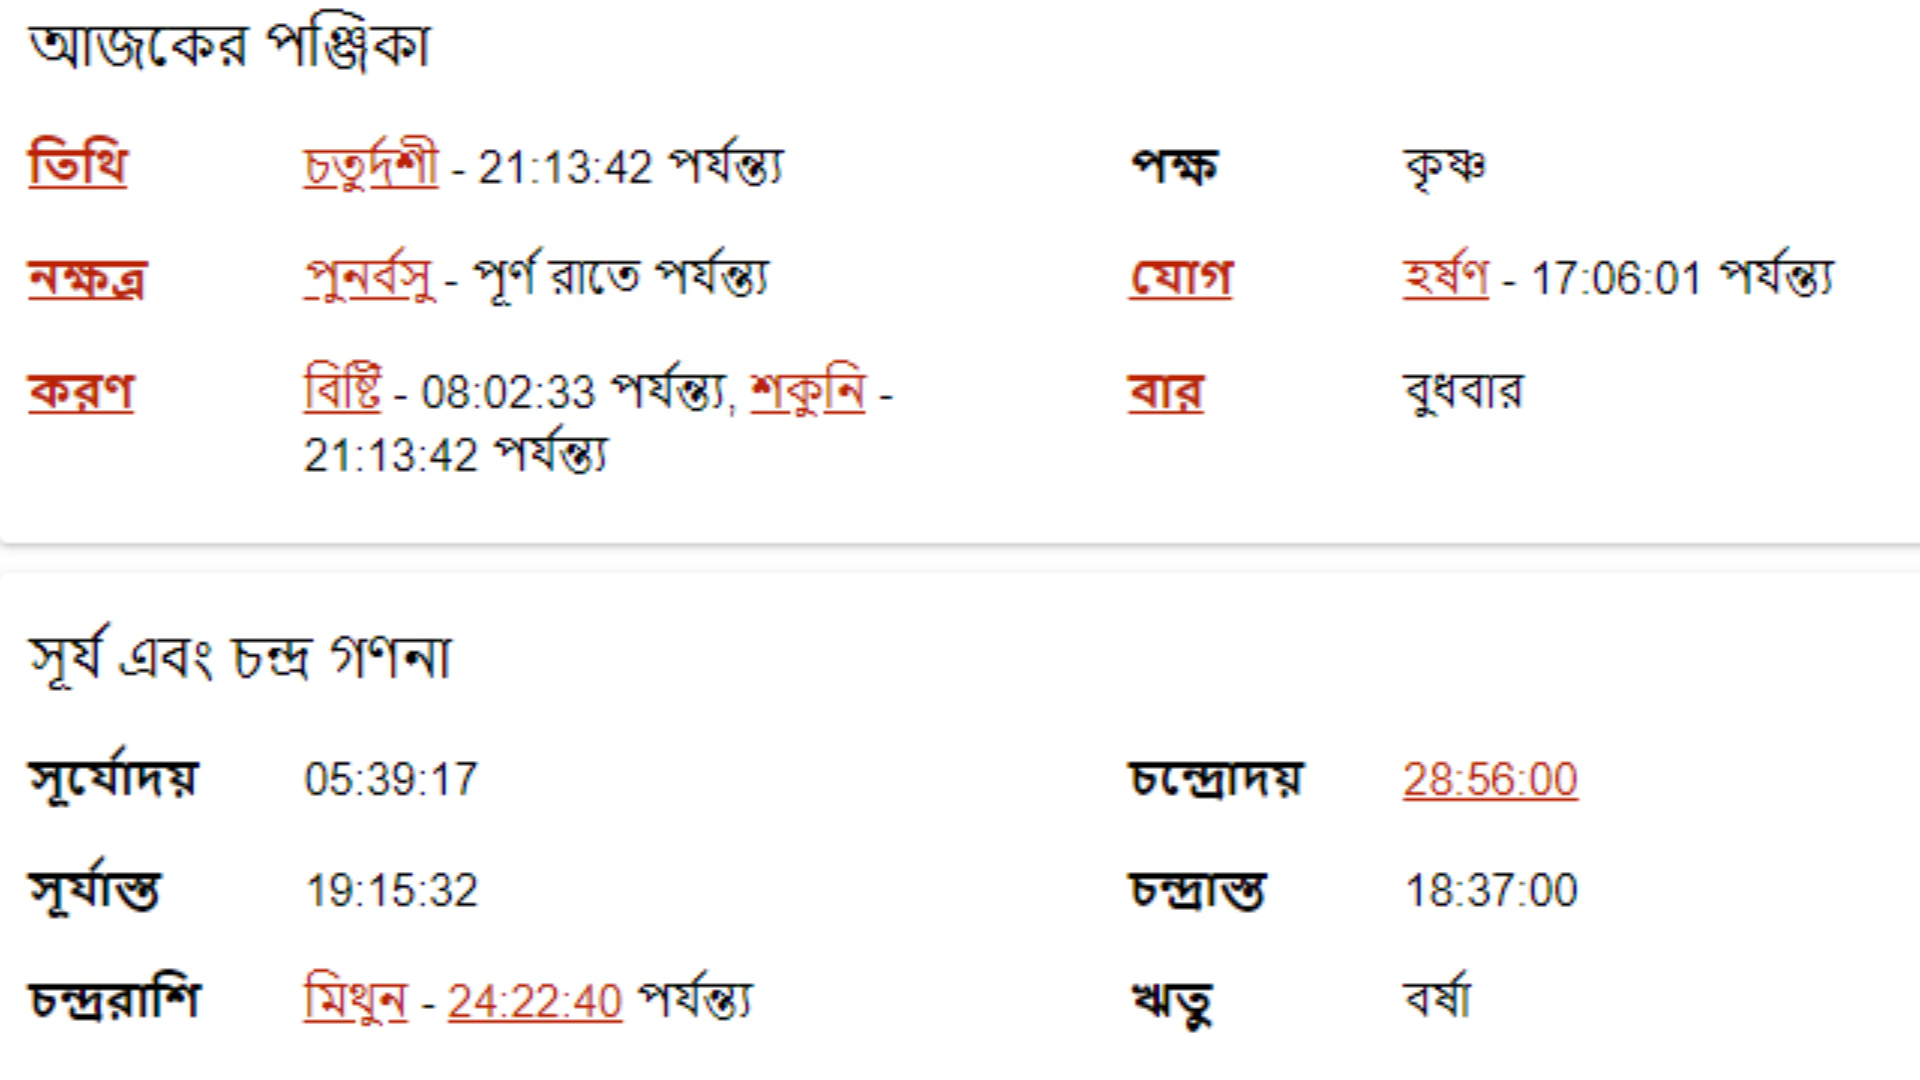 আজকের পঞ্জিকা
তিথি চতুর্দশী - 21:13:42 পর্যন্ত্য পক্ষ কৃষ্ণ
নক্ষত্র পুনর্বসু - পূর্ণ রাতে পর্যন্ত্য যোগ হর্ষণ - 17:06:01 পর্যন্ত্য
করণ বিষ্টি - 08:02:33 পর্যন্ত্য, শকুনি - বার বুধবার
21:13:42 পর্যন্ত্য
সূর্য এবং চন্দ্র গণনা
সূর্যোদয় 05:39:17 চন্দ্রোদয় 28:56:00
সূর্যাস্ত 19:15:32 চন্দ্রাস্ত 18:37:00
চন্দ্ররাশি মিথুন - 24:22:40 পর্যন্ত্য ঋতু বর্ষা